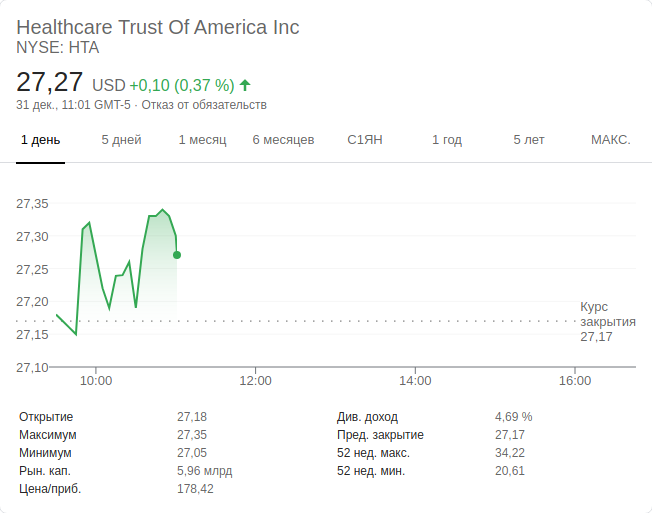 Healthcare Trust Of America Inc
NYSE: HTA
27,27 USD +0,10 (0,37 %)
31 дек., 11:01 GMT-5 · Отказ от обязательств
1 день 5 дней 1 месяц 6 месяцев С1ЯН 1 год 5 лет МАКС.
27,35
27,30
27,25
27,20
27,15
27,10
Курс
закрытия
27,17
10:00 12:00 14:00 16:00
Открытие 27,18 Див. доход 4,69 %
Максимум 27,35 Пред. закрытие 27,17
Минимум 27,05 52 нед. макс. 34,22
Рын. кап. 5,96 млрд 52 нед. мин. 20,61
Цена/приб. 178,42